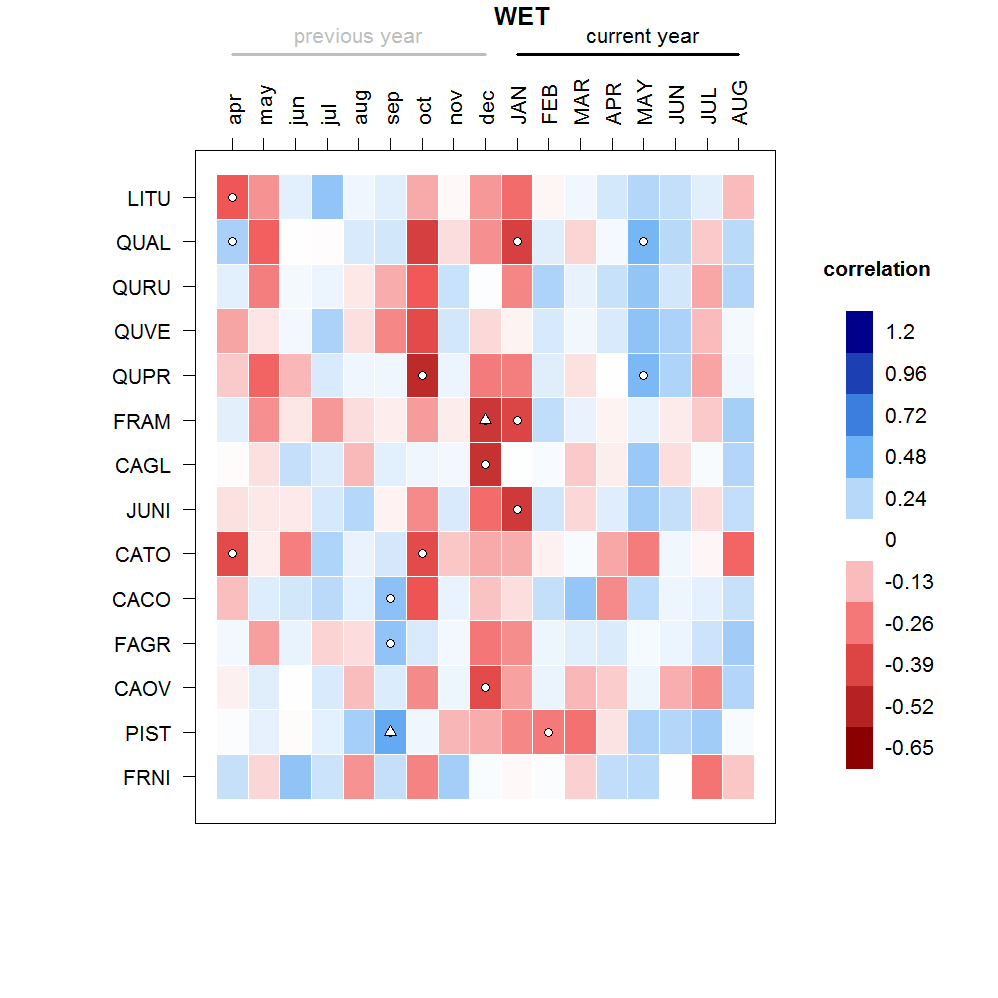 WET
previous year
current year
apr may jun jul aug sep oct nov dec JAN FEB MAR APR MAY JUN JUL AUG
LITU
QUAL
QURU
QUVE
QUPR
FRAM
CAGL
JUNI
CATO
CACO
FAGR
CAOV
PIST
FRNI
correlation
1.2
0.96
0.72
0.48
0.24
0
-0.13
-0.26
-0.39
-0.52
-0.65